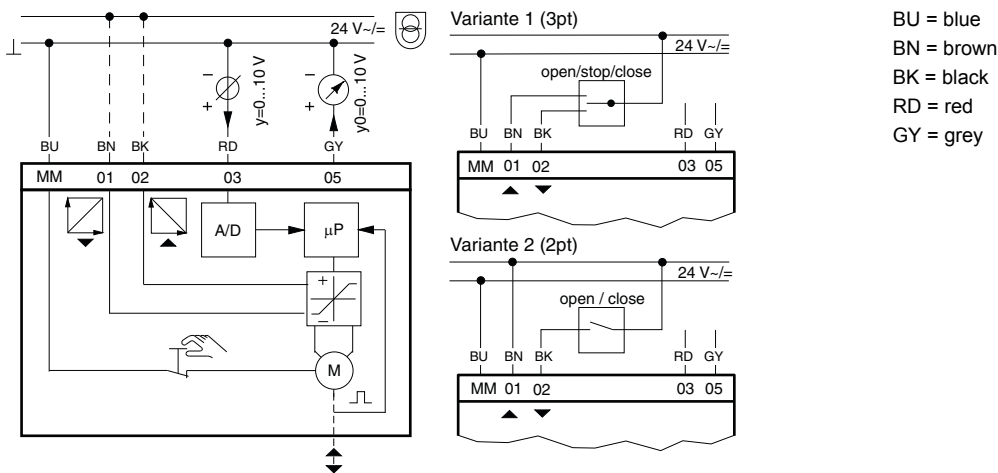 24 V~/=
⊥
y=0...10 V
y0=0...10 V
− + − +
BU BN BK RD GY
MM 01 02 03 05
A/D µP
+
−
M
Variante 1 (3pt)
24 V~/=
open/stop/close
BU BN BK RD GY
MM 01 02 03 05
Variante 2 (2pt)
24 V~/=
open / close
BU BN BK RD GY
MM 01 02 03 05
BU = blue
BN = brown
BK = black
RD = red
GY = grey